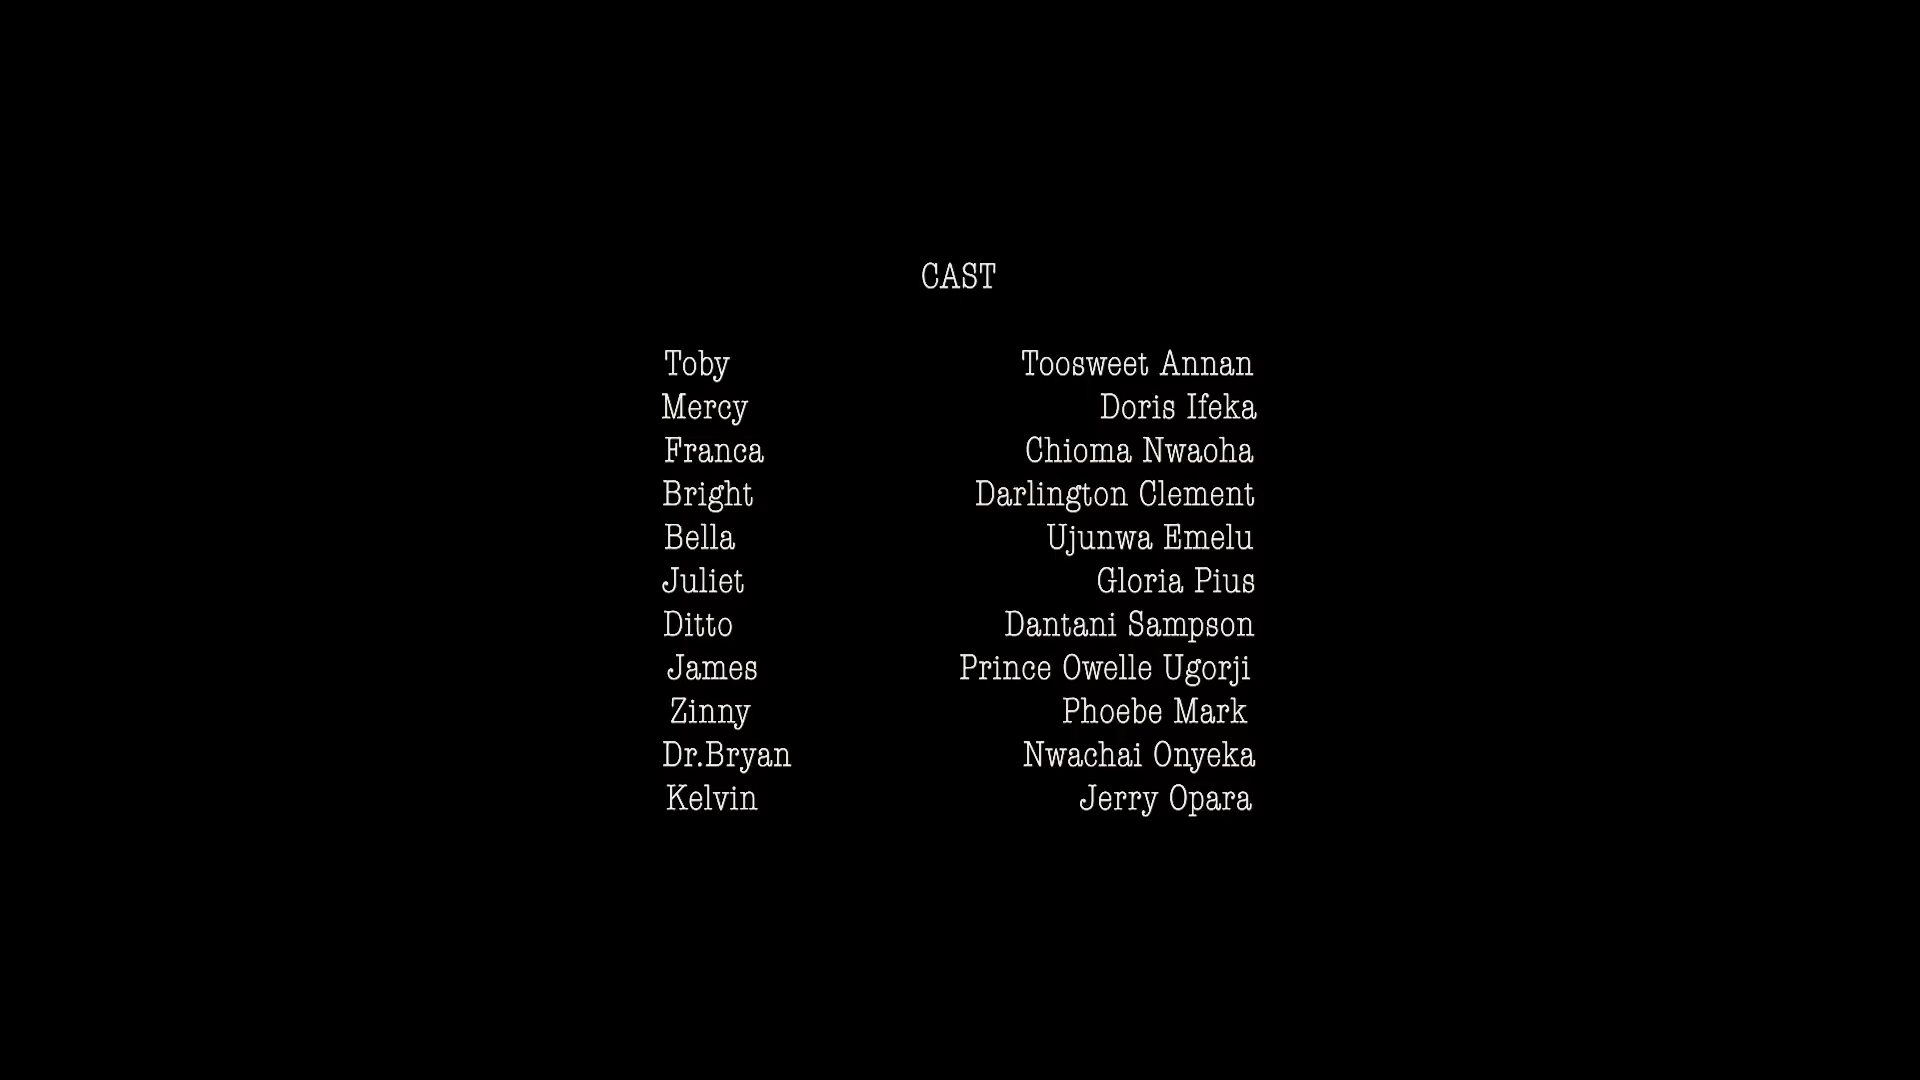 CAST
Toby Toosweet Annan
Mercy Doris Ifeka
Franca Chioma Nwaoha
Bright Darlington Clement
Bella Ujunwa Emelu
Juliet Gloria Pius
Ditto Dantani Sampson
James Prince Owelle Ugorji
Zinny Phoebe Mark
Dr.Bryan Nwachai Onyeka
Kelvin Jerry Opara